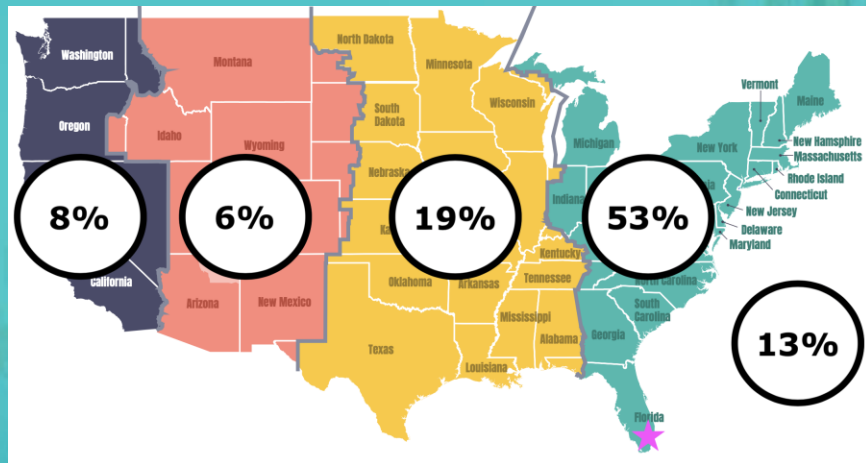 Washington
Oregon
California
Montana
Idaho
Wyoming
Arizona
New Mexico
North Dakota
South
Dakota
Minnesota
Wisconsin
Nebraska
Oklahoma
Arkansas
Texas
Louisiana
Mississippi
Alabama
Tennessee
Kentucky
Michigan
Indiana
Georgia
South
Carolina
North Carolina
Florida
New York
Vermont
Maino
New Hamsphire
Massachusetts
Rhode Island
Connecticut
New Jersey
Delaware
Maryland
8%
6%
19%
53%
13%